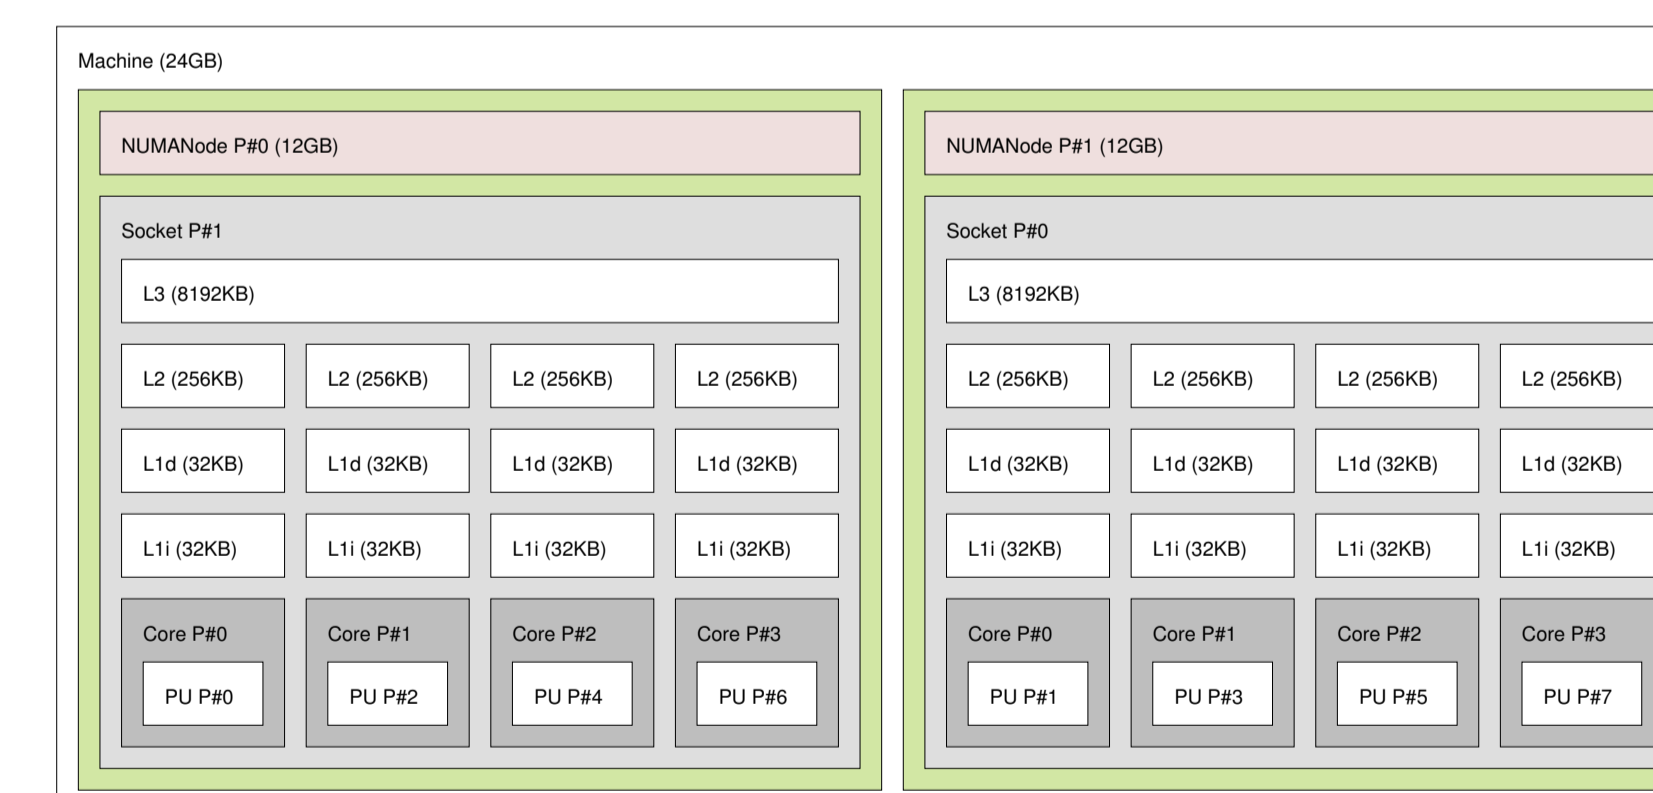 Machine (24GB)
NUMANode P#0 (12GB)
Socket P#1
L3 (8192KB)
L2 (256KB) L2 (256KB) L2 (256KB) L2 (256KB)
L1d (32KB) L1d (32KB) L1d (32KB) L1d (32KB)
L1i (32KB) L1i (32KB) L1i (32KB) L1i (32KB)
Core P#0 Core P#1 Core P#2 Core P#3
PU P#0 PU P#2 PU P#4 PU P#6
NUMANode P#1 (12GB)
Socket P#0
L3 (8192KB)
L2 (256KB) L2 (256KB) L2 (256KB) L2 (256KB)
L1d (32KB) L1d (32KB) L1d (32KB) L1d (32KB)
L1i (32KB) L1i (32KB) L1i (32KB) L1i (32KB)
Core P#0 Core P#1 Core P#2 Core P#3
PU P#1 PU P#3 PU P#5 PU P#7